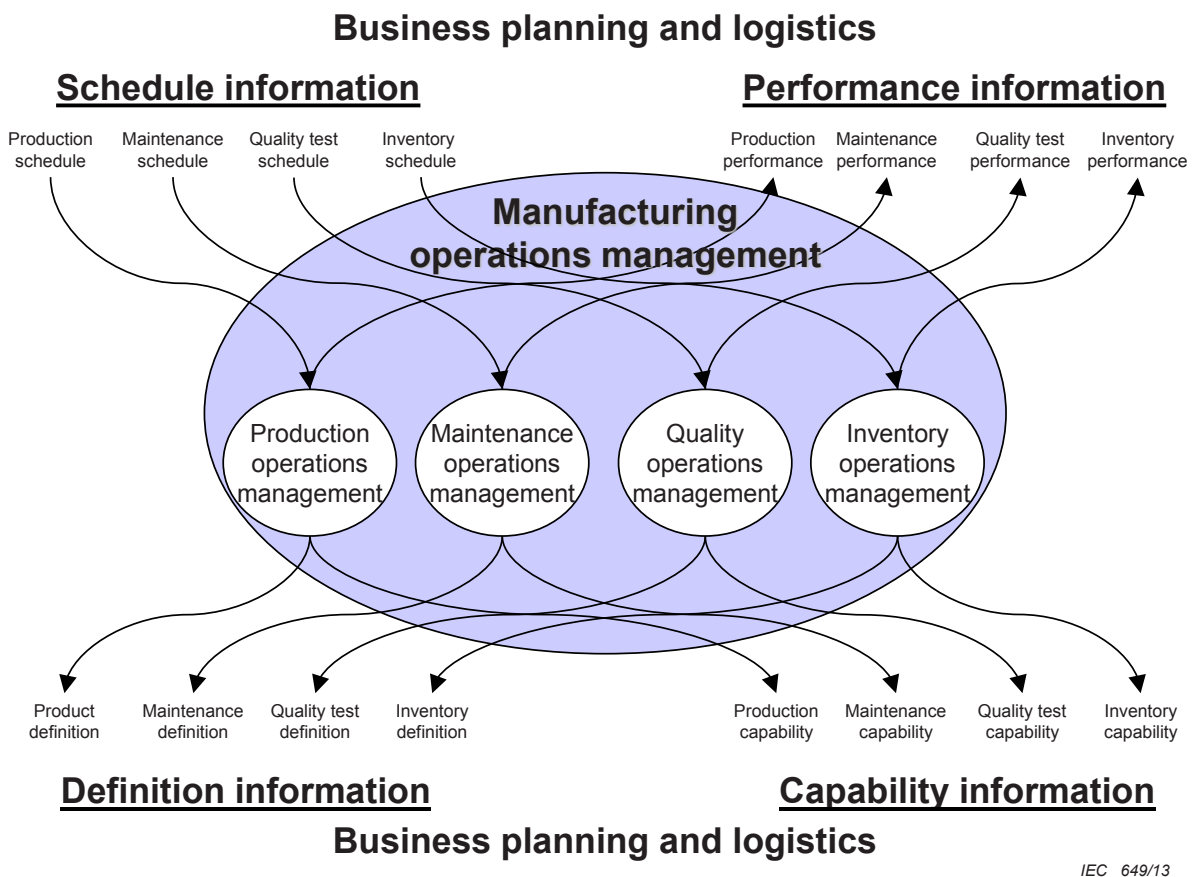 Business planning and logistics
Schedule information
Performance information
Production
schedule
Maintenance
schedule
Quality test
schedule
Inventory
schedule
Production
performance
Maintenance
performance
Quality test
performance
Inventory
performance
Manufacturing
operations management
Production
operations
management
Maintenance
operations
management
Quality
operations
management
Inventory
operations
management
Product
definition
Maintenance
definition
Quality test
definition
Inventory
definition
Production
capability
Maintenance
capability
Quality test
capability
Inventory
capability
Definition information
Capability information
Business planning and logistics
IEC 649/13